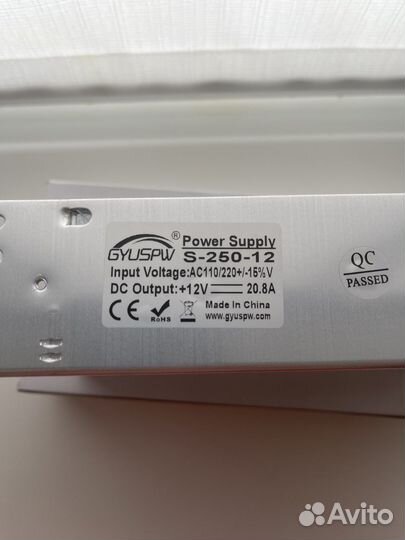 GYUSPW®
Power Supply
S-250-12
Input Voltage:AC110/220+/-15%V
DC Output:+12V 20.8A
CE
RoHS
Made in China
www.gyuspw.com
QC
PASSED
Avito